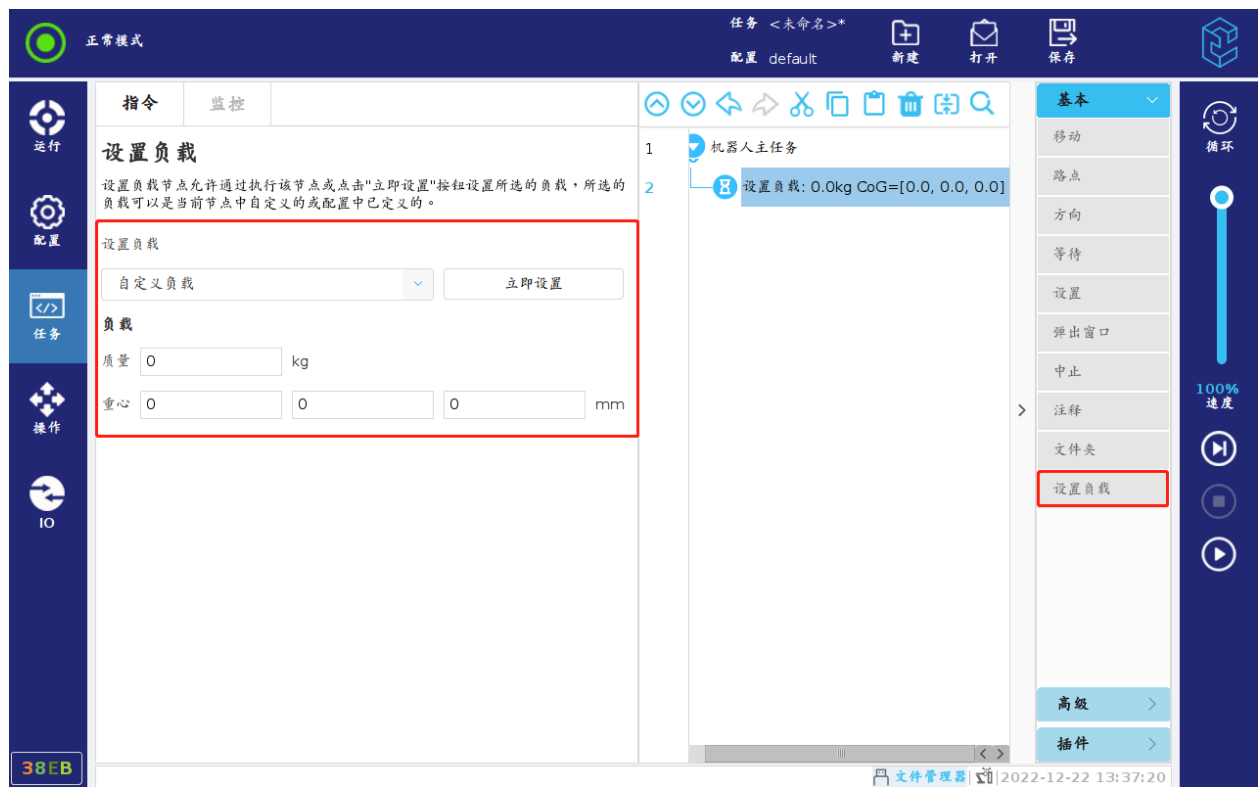 正常模式
任务 <未命名>*
配置 default
新建
打开
保存
运行
配置
任务
操作
IO
38EB
指令 监控
设置负载
设置负载节点允许通过执行该节点或点击"立即设置"按钮设置所选的负载，所选的
负载可以是当前节点中自定义的或配置中已定义的。
设置负载
自定义负载 立即设置
负载
质量 0 kg
重心 0 0 0 mm
1 机器人主任务
2 设置负载: 0.0kg CoG=[0.0, 0.0, 0.0]
基本
移动
路点
方向
等待
设置
弹出窗口
中止
注释
文件夹
设置负载
高级
插件
循环
100%
速度
文件管理器 2022-12-22 13:37:20